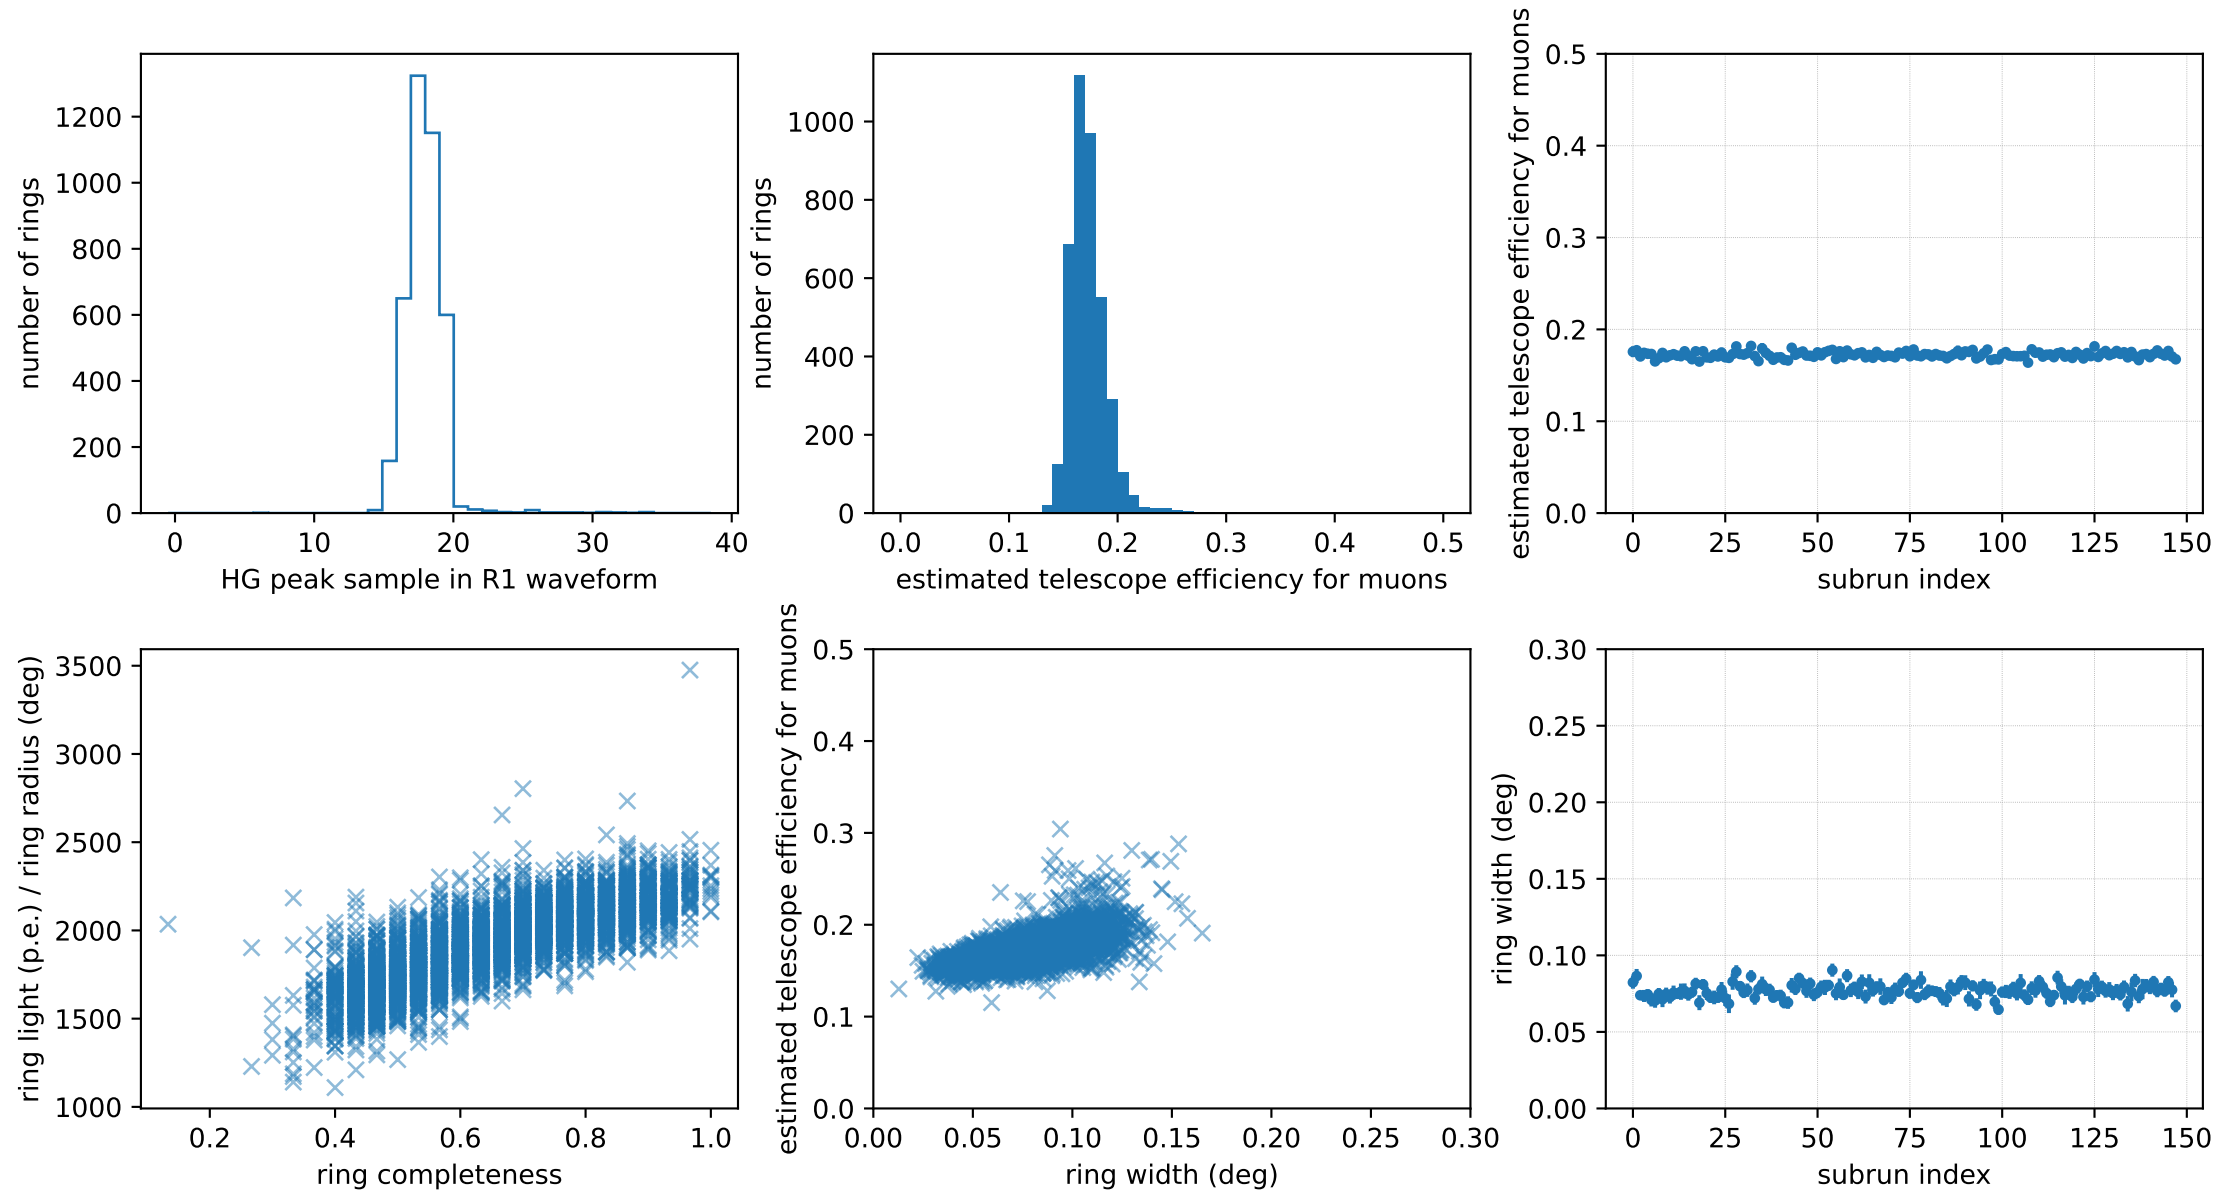 number of rings
1200
1000
800
600
400
200
0
0 10 20 30 40
HG peak sample in R1 waveform
number of rings
1000
800
600
400
200
0
0.0 0.1 0.2 0.3 0.4 0.5
estimated telescope efficiency for muons
estimated telescope efficiency for muons
0.5
0.4
0.3
0.2
0.1
0.0
0 25 50 75 100 125 150
subrun index
ring light (p.e.) / ring radius (deg)
3500
3000
2500
2000
1500
1000
0.2 0.4 0.6 0.8 1.0
ring completeness
estimated telescope efficiency for muons
0.5
0.4
0.3
0.2
0.1
0.0
0.00 0.05 0.10 0.15 0.20 0.25 0.30
ring width (deg)
ring width (deg)
0.30
0.25
0.20
0.15
0.10
0.05
0.00
0 25 50 75 100 125 150
subrun index